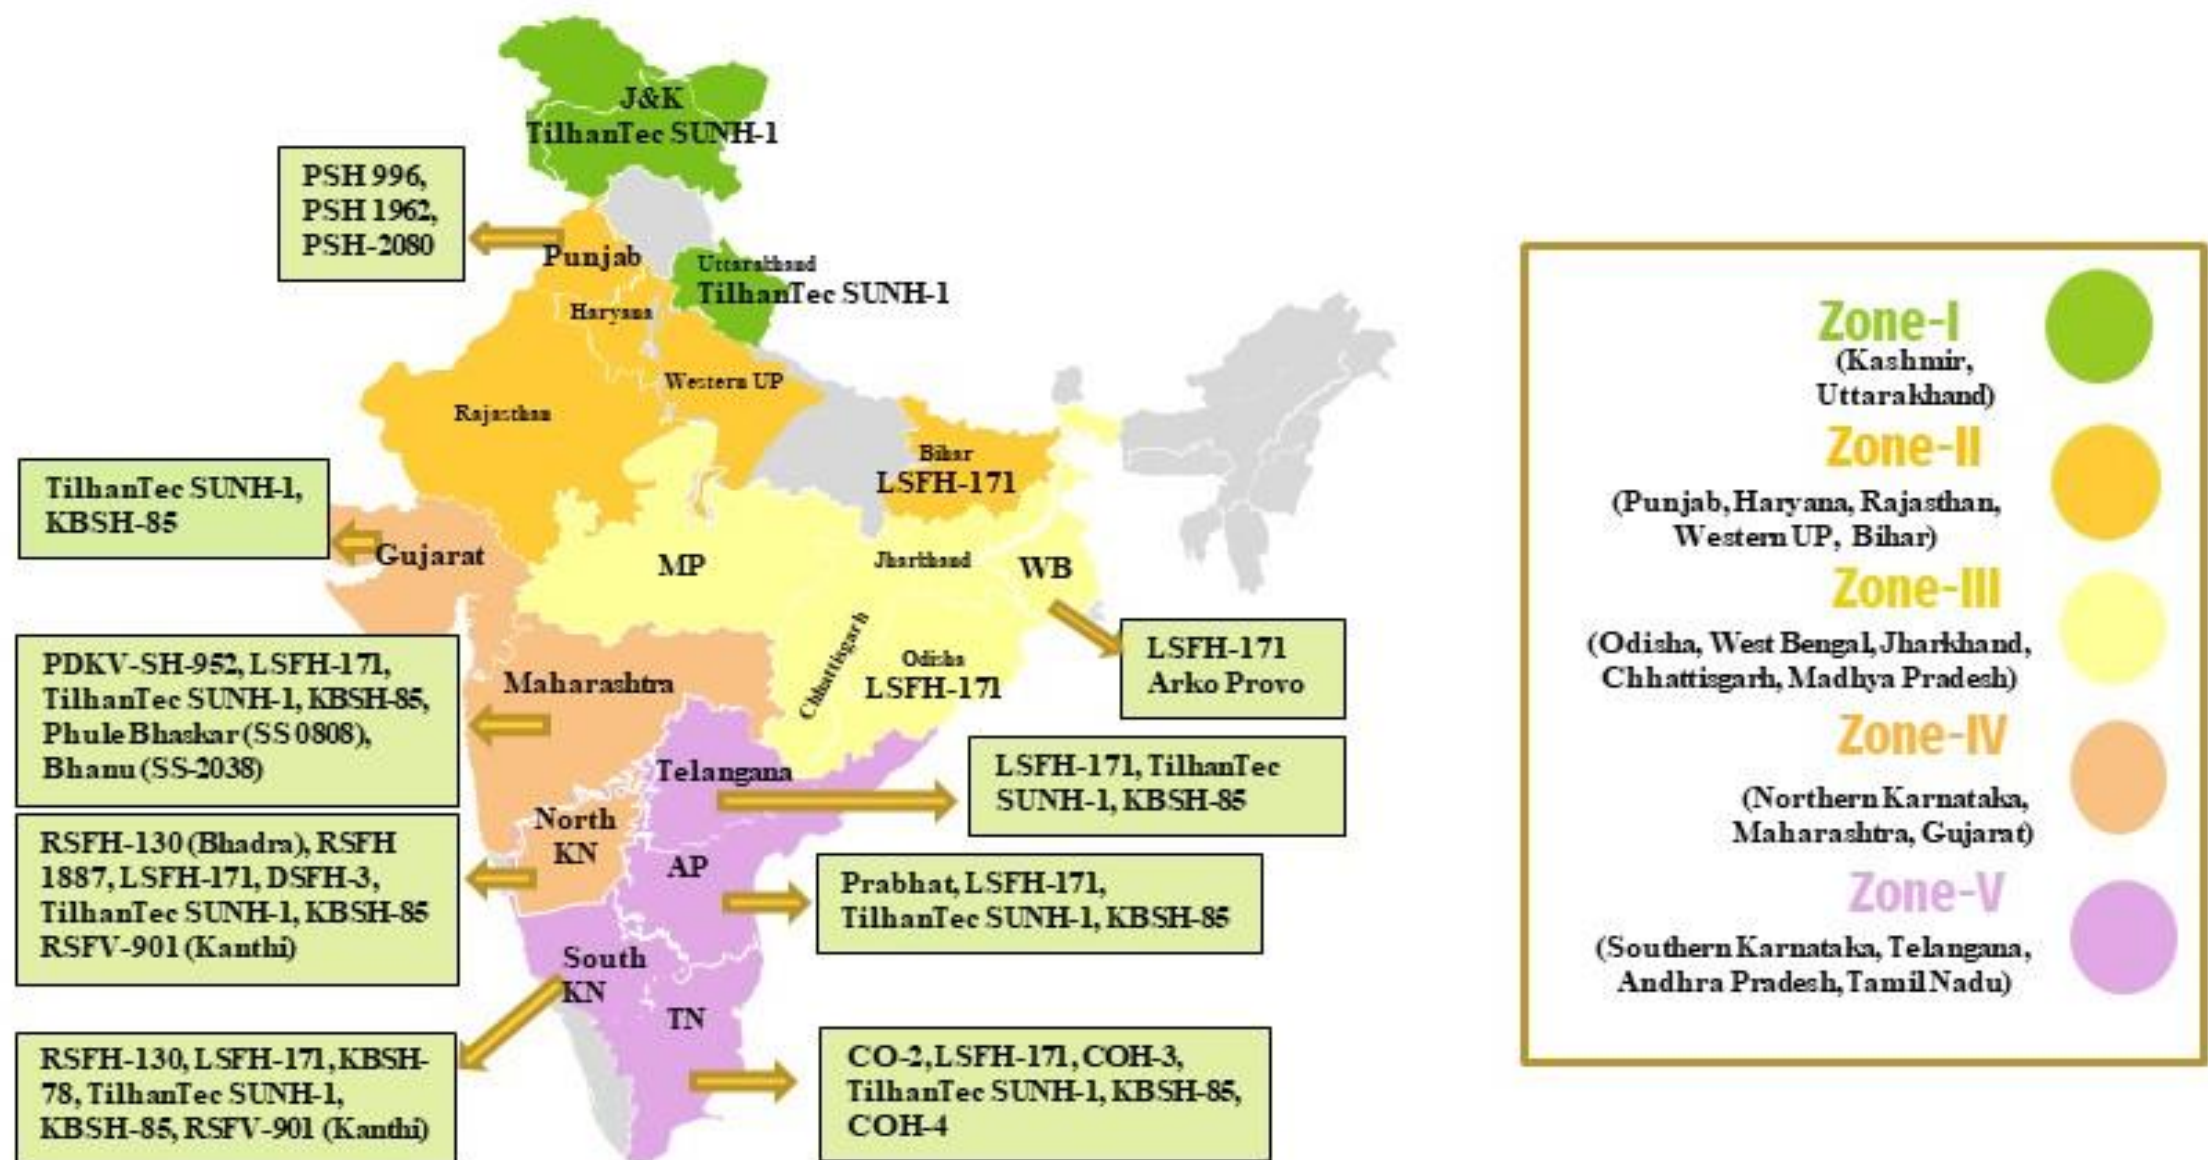 J&K
TilhanTec SUNH-1
PSH 996,
PSH 1962,
PSH-2080
Punjab
Uttarakhand
TilhanTec SUNH-1
Haryana
Western UP
Rajasthan
Bihar
LSFH-171
TilhanTec SUNH-1,
KBSH-85
Gujarat
MP
Jharkhand
WB
Chhattisgarh
Odisha
LSFH-171
LSFH-171
Arko Provo
PDKV-SH-952, LSFH-171,
TilhanTec SUNH-1, KBSH-85,
Phule Bhaskar (SS 0808),
Bhanu (SS-2038)
Maharashtra
Telangana
LSFH-171, TilhanTec
SUNH-1, KBSH-85
RSFH-130 (Bhadra), RSFH
1887, LSFH-171, DSFH-3,
TilhanTec SUNH-1, KBSH-85
RSFV-901 (Kanthi)
North
KN
AP
Prabhat, LSFH-171,
TilhanTec SUNH-1, KBSH-85
South
KN
TN
RSFH-130, LSFH-171, KBSH-
78, TilhanTec SUNH-1,
KBSH-85, RSFV-901 (Kanthi)
CO-2, LSFH-171, COH-3,
TilhanTec SUNH-1, KBSH-85,
COH-4
Zone-I
(Kashmir,
Uttarakhand)
Zone-II
(Punjab, Haryana, Rajasthan,
Western UP, Bihar)
Zone-III
(Odisha, West Bengal, Jharkhand,
Chhattisgarh, Madhya Pradesh)
Zone-IV
(Northern Karnataka,
Maharashtra, Gujarat)
Zone-V
(Southern Karnataka, Telangana,
Andhra Pradesh, Tamil Nadu)